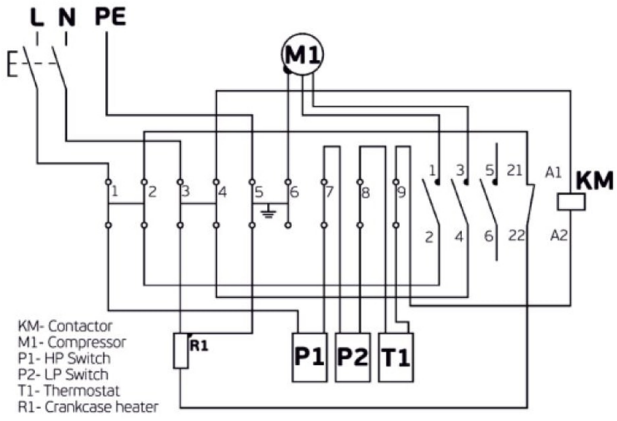 L N PE
M1
1 2 3 4 5 6 7 8 9 1 3 5 21 A1 KM
2 4 6 22 A2
KM- Contactor
M1- Compressor
P1- HP Switch
P2- LP Switch
T1- Thermostat
R1- Crankcase heater
R1
P1 P2 T1